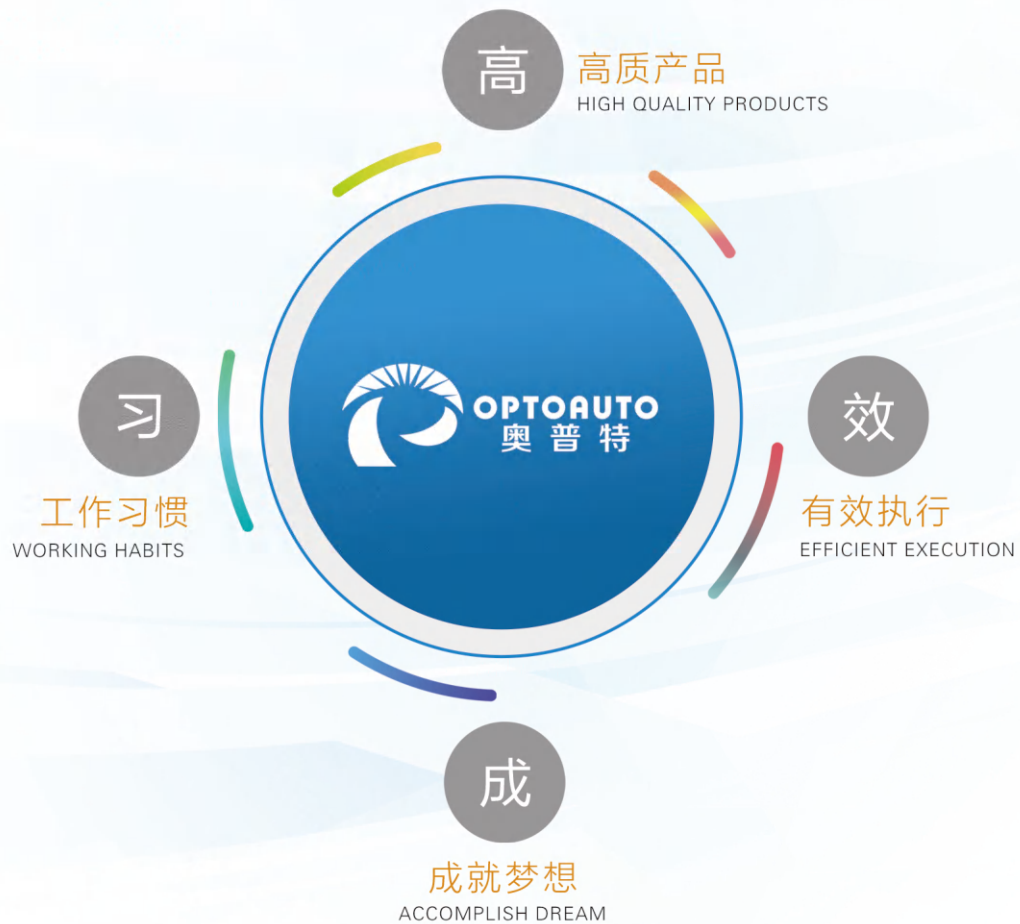 高
高质产品
HIGH QUALITY PRODUCTS
OPTOAUTO
奥普特
习
工作习惯
WORKING HABITS
效
有效执行
EFFICIENT EXECUTION
成
成就梦想
ACCOMPLISH DREAM